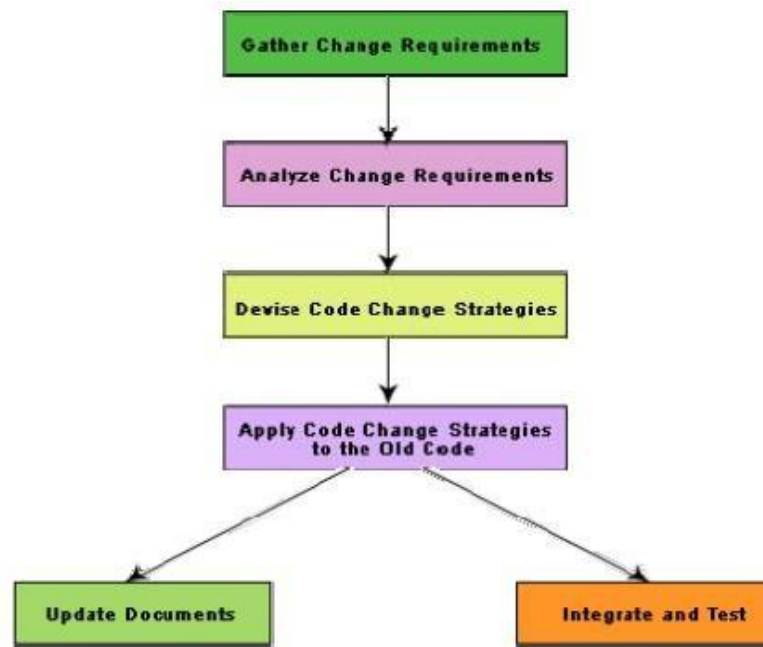 Gather Change Requirements
Analyze Change Requirements
Devise Code Change Strategies
Apply Code Change Strategies
to the Old Code
Update Documents
Integrate and Test